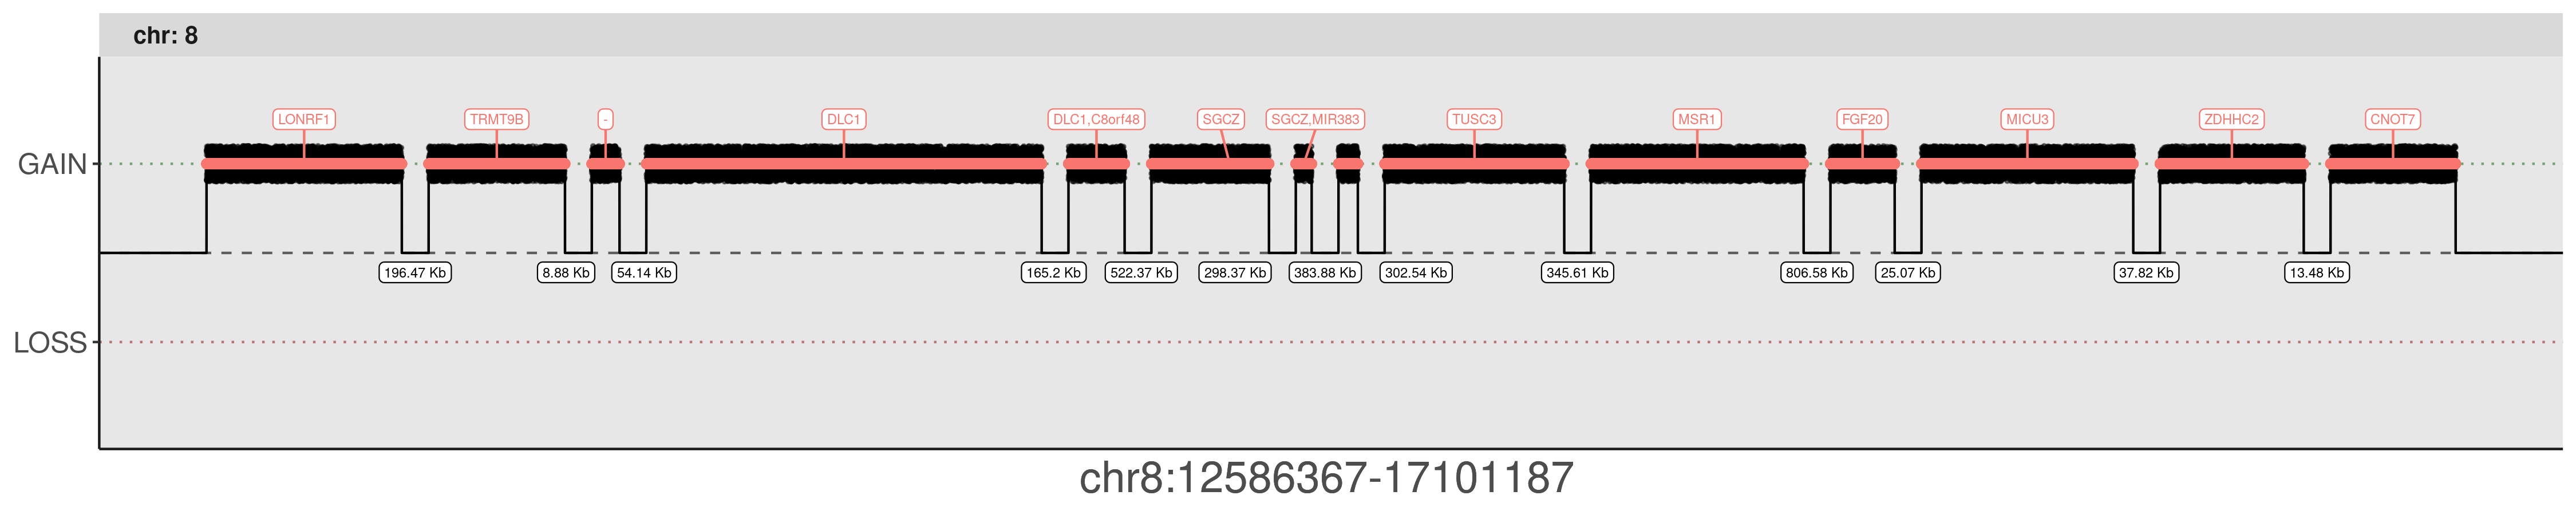 chr: 8
LONRF1 TRMT9B - DLC1 DLC1,C8orf48 SGCZ SGCZ,MIR383 TUSC3 MSR1 FGF20 MICU3 ZDHHC2 CNOT7
GAIN
196.47 Kb 8.88 Kb 54.14 Kb 165.2 Kb 522.37 Kb 298.37 Kb 383.88 Kb 302.54 Kb 345.61 Kb 806.58 Kb 25.07 Kb 37.82 Kb 13.48 Kb
LOSS
chr8:12586367-17101187